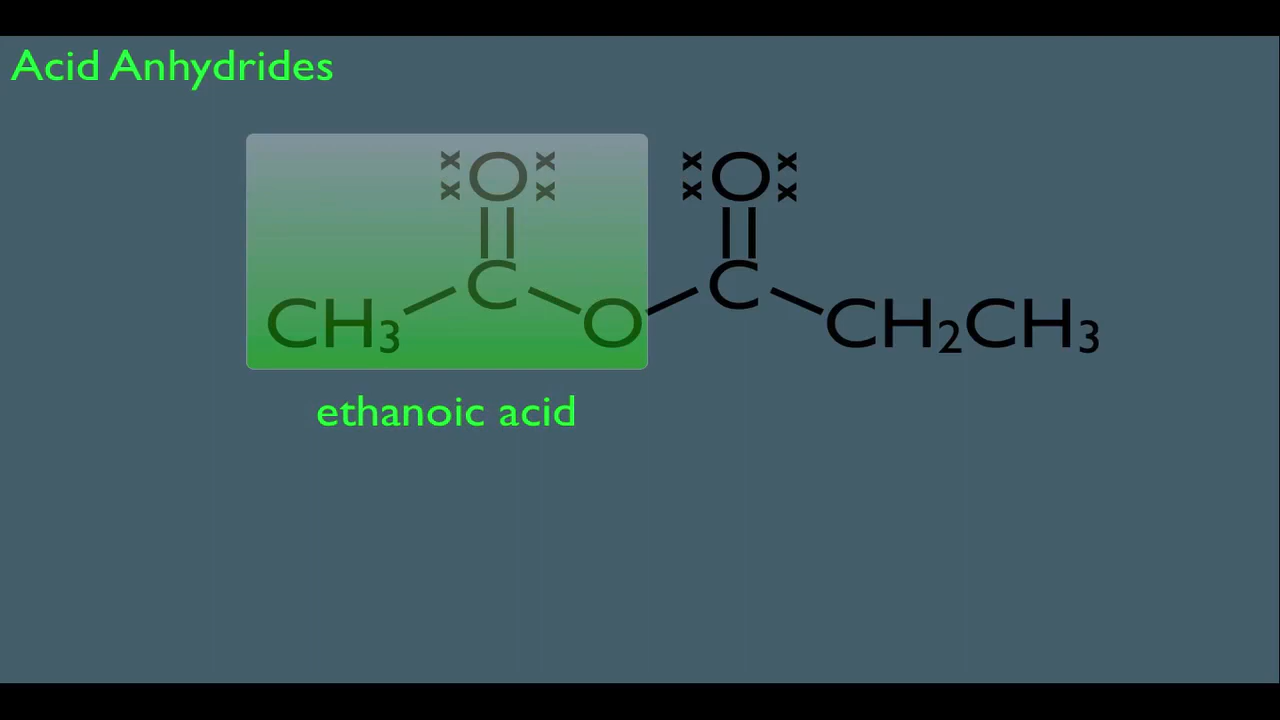 Acid Anhydrides
x O x x O x
x x x x
C C
CH₃ O CH₂CH₃
ethanoic acid